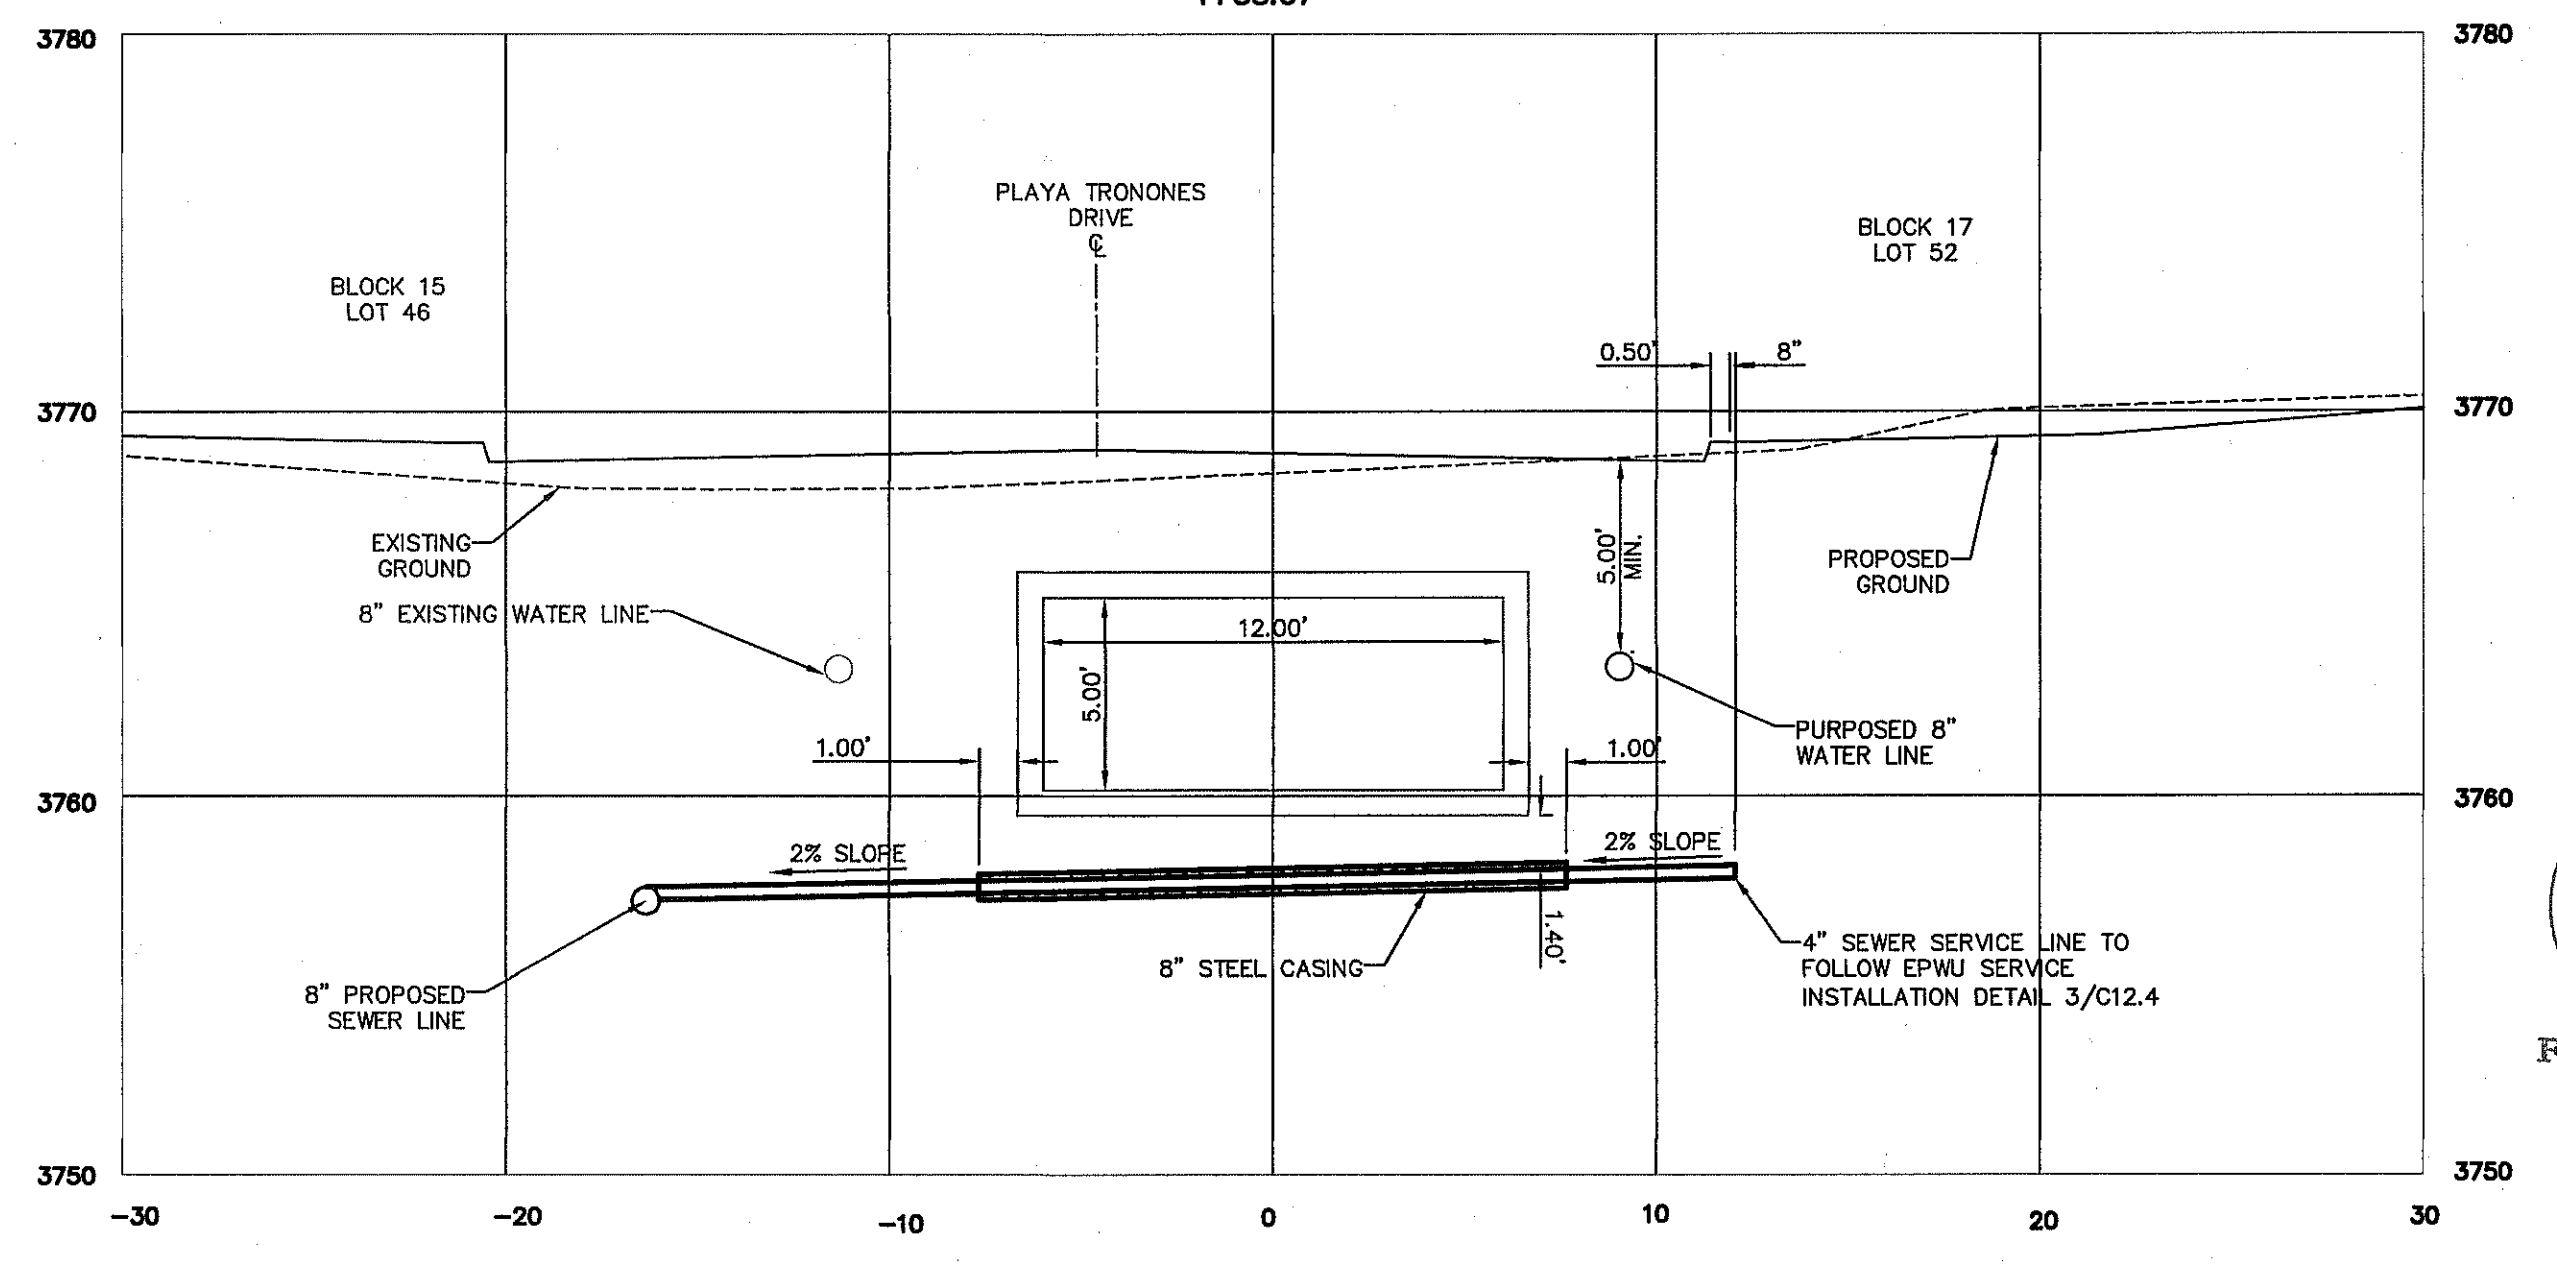 3780
3780
PLAYA TRONONES
DRIVE
℄
BLOCK 17
LOT 52
BLOCK 15
LOT 46
0.50'
8"
3770
3770
EXISTING
GROUND
5.00'
MIN.
PROPOSED
GROUND
8" EXISTING WATER LINE
12.00'
5.00'
PURPOSED 8"
WATER LINE
1.00'
1.00'
3760
3760
2% SLOPE
2% SLOPE
1.40'
4" SEWER SERVICE LINE TO
FOLLOW EPWU SERVICE
INSTALLATION DETAIL 3/C12.4
8" STEEL CASING
8" PROPOSED
SEWER LINE
3750
3750
-30
-20
-10
0
10
20
30